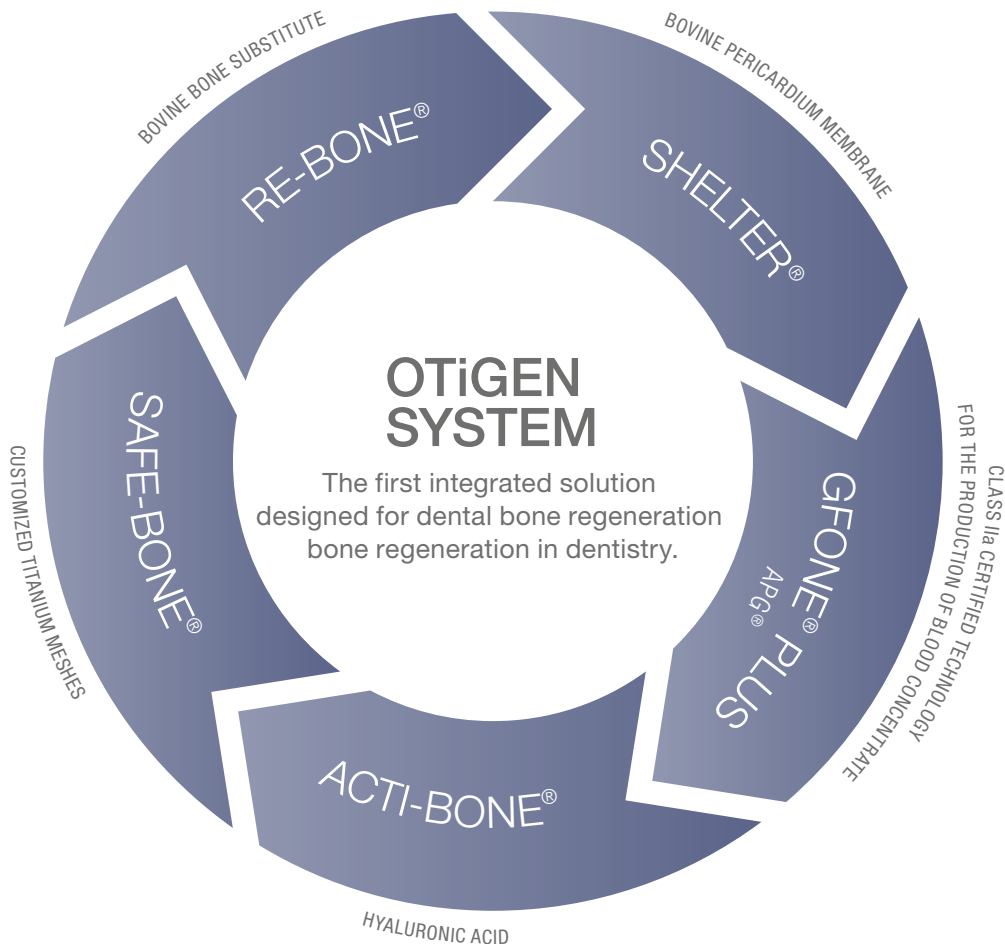 BOVINE BONE SUBSTITUTE
RE-BONE®
BOVINE PERICARDIUM MEMBRANE
SHELTER®
CLASS IIa CERTIFIED TECHNOLOGY
FOR THE PRODUCTION OF BLOOD CONCENTRATE
GFONE® PLUS
APG®
HYALURONIC ACID
ACTI-BONE®
CUSTOMIZED TITANIUM MESHES
SAFE-BONE®
OTiGEN
SYSTEM
The first integrated solution
designed for dental bone regeneration
bone regeneration in dentistry.